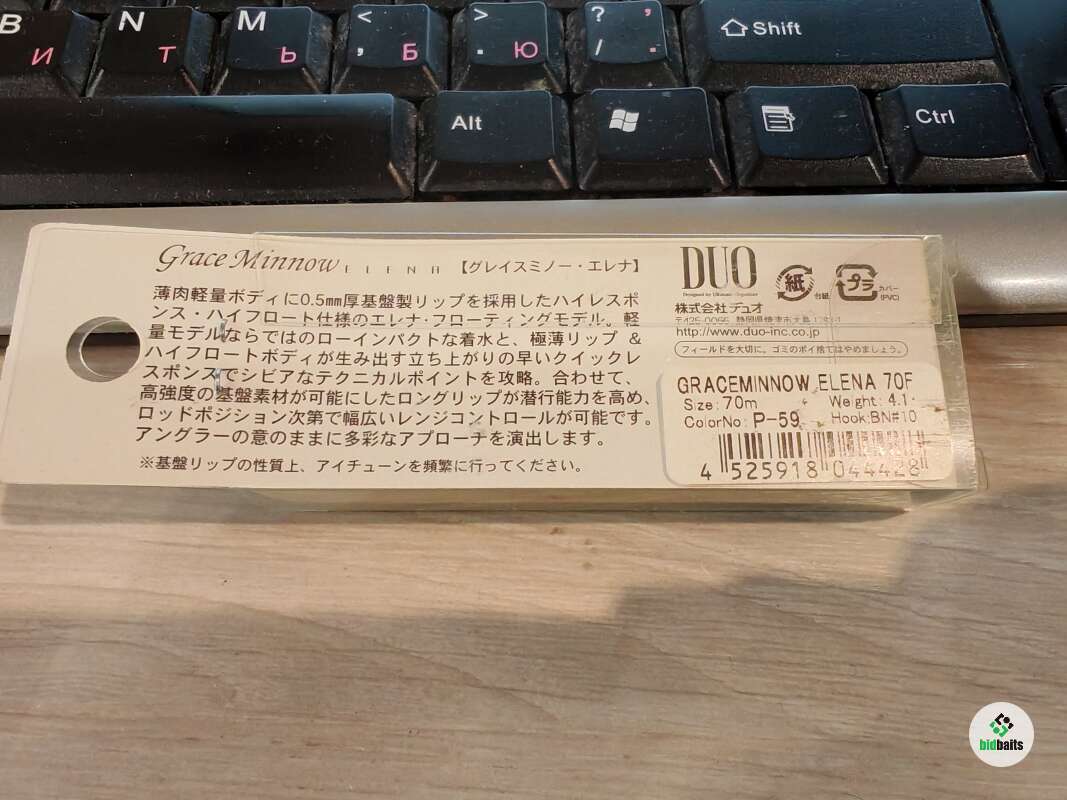 B И
N Т
M Ь
< , Б
> . Ю
? / , .
Shift
Alt
Ctrl
Grace Minnow ELENA 【グレイスミノー・エレナ】
薄肉軽量ボディに0.5mm厚基盤製リップを採用したハイレスポ
ンス・ハイフロート仕様のエレナ・フローティングモデル。軽
量モデルならではのローインパクトな着水と、極薄リップ &
ハイフロートボディが生み出す立ち上がりの早いクイックレ
スポンスでシビアなテクニカルポイントを攻略。合わせて、
高強度の基盤素材が可能にしたロングリップが潜行能力を高め、
ロッドポジション次第で幅広いレンジコントロールが可能です。
アングラーの意のままに多彩なアプローチを演出します。
※基盤リップの性質上、アイチューンを頻繁に行ってください。
DUO
紙 台紙
プラ カバー (PVC)
株式会社デュオ
http://www.duo-inc.co.jp
フィールドを大切に。ゴミのポイ捨てはやめましょう。
GRACEMINNOW ELENA 70F
Size: 70m Weight: 4.1
ColorNo: P-59 Hook:BN#10
4 525918 044428
bidbaits